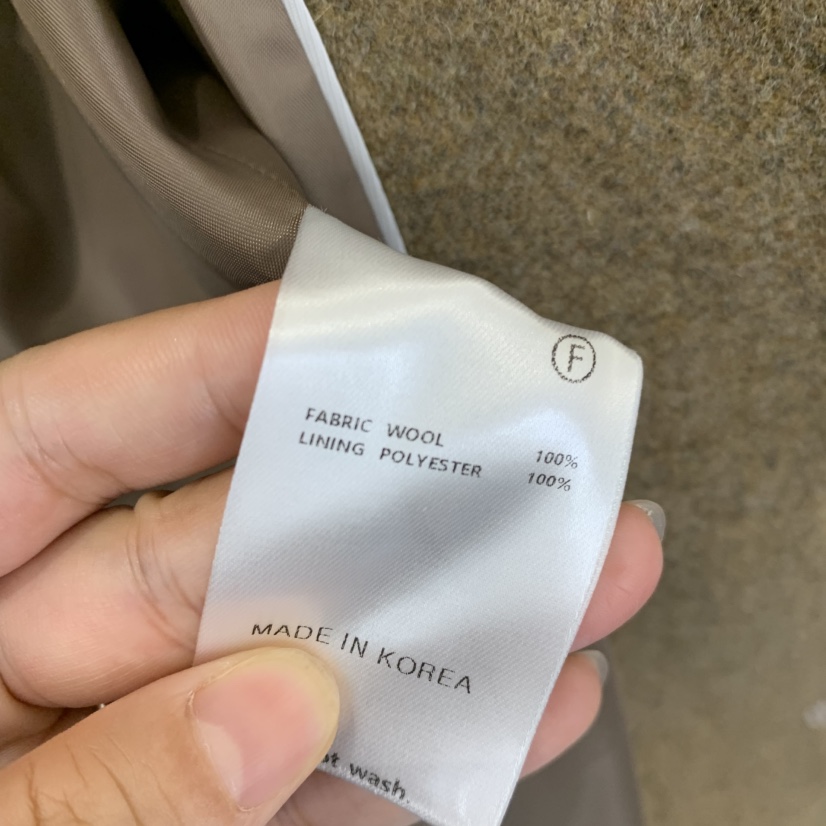 F
FABRIC WOOL 100%
LINING POLYESTER 100%
MADE IN KOREA
wash